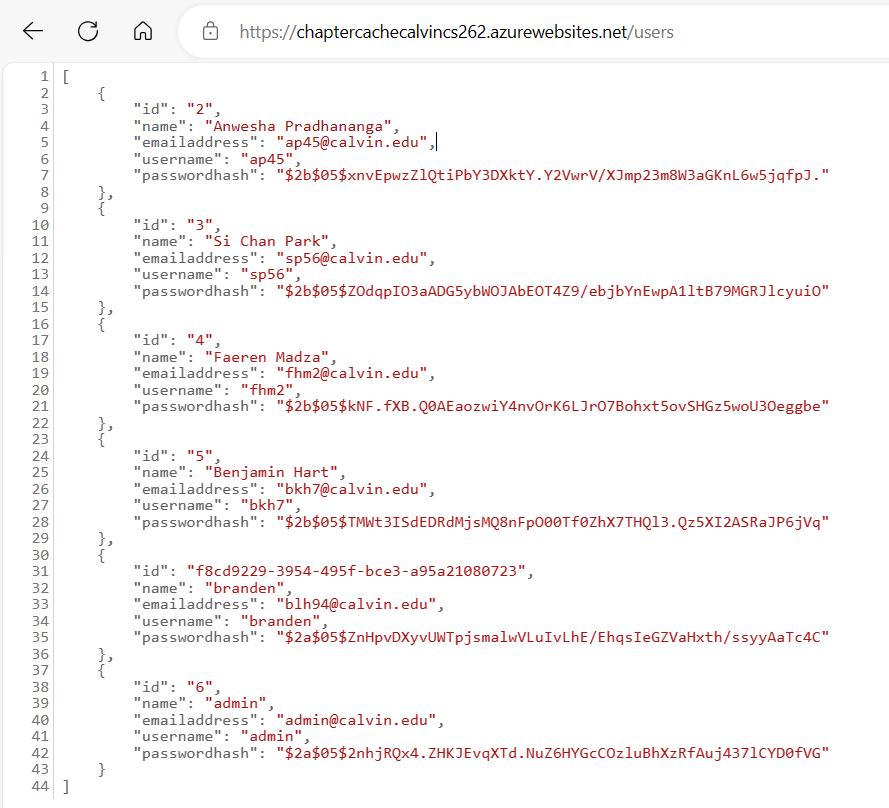 https://chaptercachecalvincs262.azurewebsites.net/users
1 [
2 {
3 "id": "2",
4 "name": "Anwesha Pradhananga",
5 "emailaddress": "ap45@calvin.edu",
6 "username": "ap45",
7 "passwordhash": "$2b$05$xnvEpwzZlQtiPbY3DXktY.Y2VwrV/XJmp23m8W3aGKnL6w5jqfpJ."
8 },
9 {
10 "id": "3",
11 "name": "Si Chan Park",
12 "emailaddress": "sp56@calvin.edu",
13 "username": "sp56",
14 "passwordhash": "$2b$05$ZOdqpIO3aADG5ybWOJAbEOT4Z9/ebjbYnEwpA1ltB79MGRJlcyuiO"
15 },
16 {
17 "id": "4",
18 "name": "Faeren Madza",
19 "emailaddress": "fhm2@calvin.edu",
20 "username": "fhm2",
21 "passwordhash": "$2b$05$kNF.fXB.Q0AEaozwiY4nvOrK6LJrO7Bohxt5ovSHGz5woU3Oeggbe"
22 },
23 {
24 "id": "5",
25 "name": "Benjamin Hart",
26 "emailaddress": "bkh7@calvin.edu",
27 "username": "bkh7",
28 "passwordhash": "$2b$05$TMWt3ISdEDRdMjsMQ8nFpO00Tf0ZhX7THQl3.Qz5XI2ASRaJP6jVq"
29 },
30 {
31 "id": "f8cd9229-3954-495f-bce3-a95a21080723",
32 "name": "branden",
33 "emailaddress": "blh94@calvin.edu",
34 "username": "branden",
35 "passwordhash": "$2a$05$ZnHpvDXyvUWTpjsmalwVLuIvLhE/EhqsIeGZVaHxth/ssyyAaTc4C"
36 },
37 {
38 "id": "6",
39 "name": "admin",
40 "emailaddress": "admin@calvin.edu",
41 "username": "admin",
42 "passwordhash": "$2a$05$2nhjRQx4.ZHKJEvqXTd.NuZ6HYGcCOzluBhXzRfAuj437lCYD0fVG"
43 }
44 ]